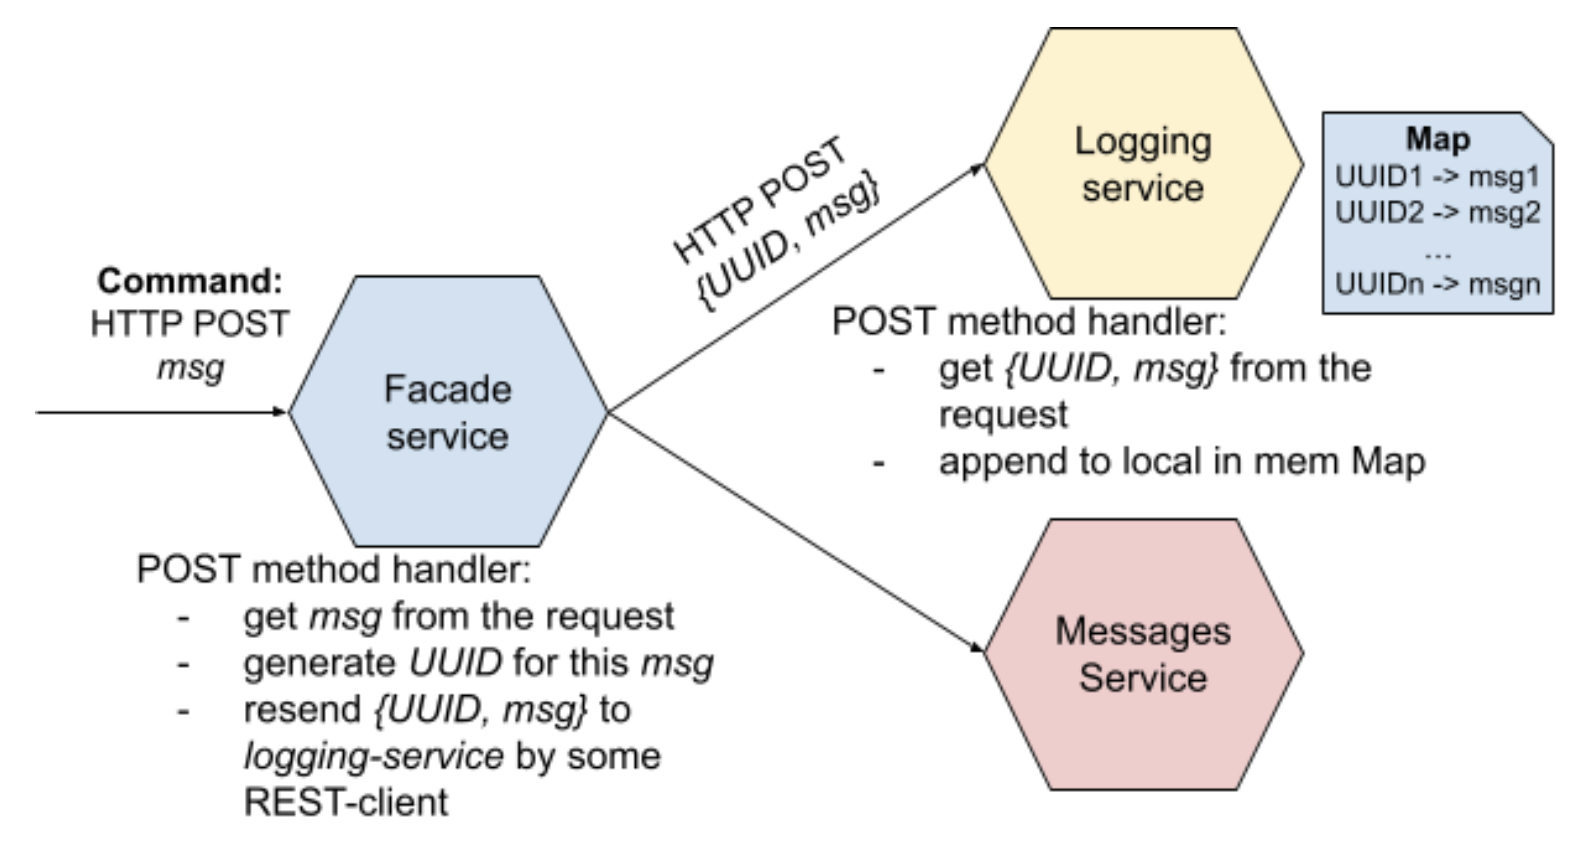 Command:
HTTP POST
msg
Facade
service
POST method handler:
- get msg from the request
- generate UUID for this msg
- resend {UUID, msg} to
logging-service by some
REST-client
HTTP POST
{UUID, msg}
Logging
service
Map
UUID1 -> msg1
UUID2 -> msg2
...
UUIDn -> msgn
POST method handler:
- get {UUID, msg} from the
request
- append to local in mem Map
Messages
Service